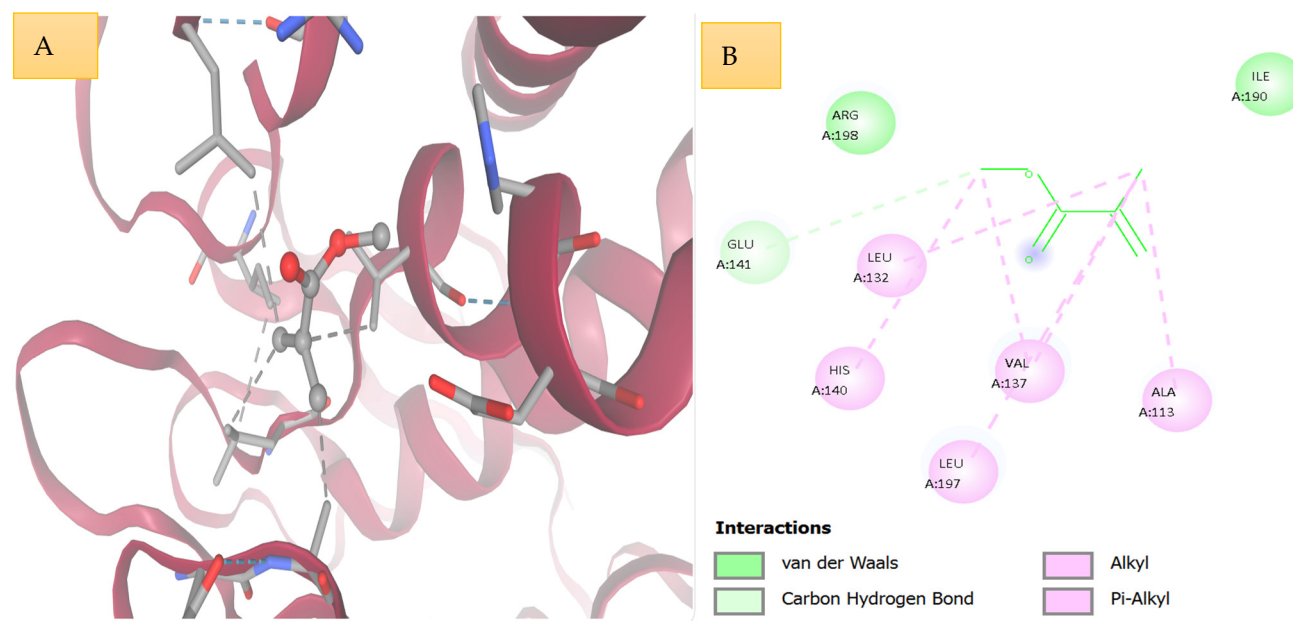 A
B
ILE
A:190
ARG
A:198
GLU
A:141
LEU
A:132
HIS
A:140
VAL
A:137
ALA
A:113
LEU
A:197
o
o
Interactions
van der Waals
Alkyl
Carbon Hydrogen Bond
Pi-Alkyl